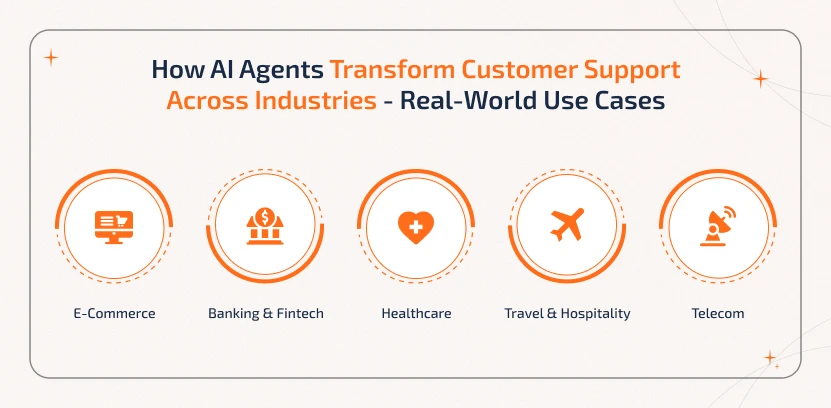 How AI Agents Transform Customer Support
Across Industries - Real-World Use Cases
E-Commerce
Banking & Fintech
Healthcare
Travel & Hospitality
Telecom